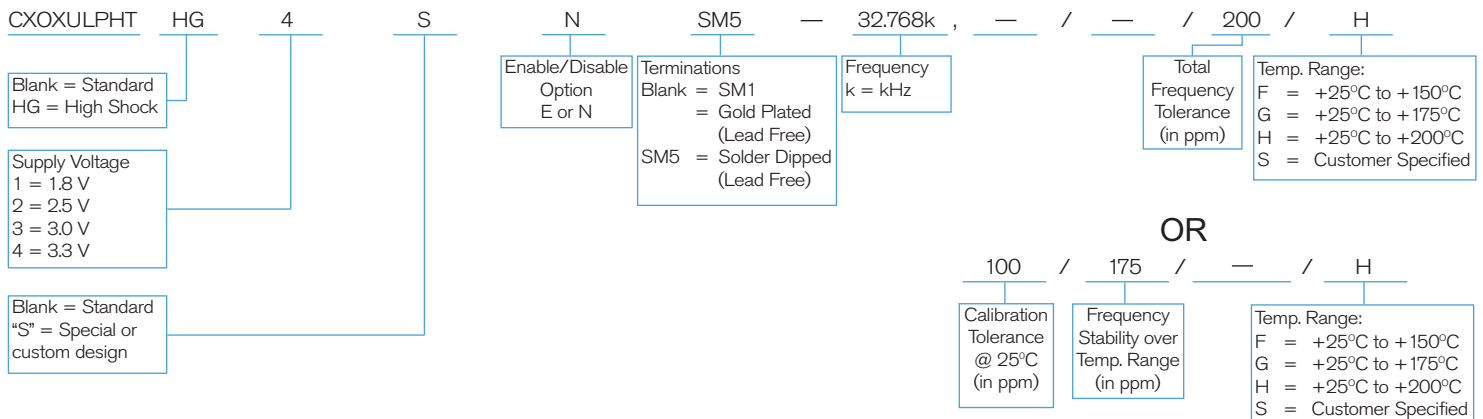 CXOXULPHT HG 4 S N SM5 — 32.768k , — / — / 200 / H
Blank = Standard
HG = High Shock
Supply Voltage
1 = 1.8 V
2 = 2.5 V
3 = 3.0 V
4 = 3.3 V
Blank = Standard
“S” = Special or
custom design
Enable/Disable
Option
E or N
Terminations
Blank = SM1
= Gold Plated
(Lead Free)
SM5 = Solder Dipped
(Lead Free)
Frequency
k = kHz
Total
Frequency
Tolerance
(in ppm)
Temp. Range:
F = +25°C to +150°C
G = +25°C to +175°C
H = +25°C to +200°C
S = Customer Specified
OR
100 / 175 / — / H
Calibration
Tolerance
@ 25°C
(in ppm)
Frequency
Stability over
Temp. Range
(in ppm)
Temp. Range:
F = +25°C to +150°C
G = +25°C to +175°C
H = +25°C to +200°C
S = Customer Specified